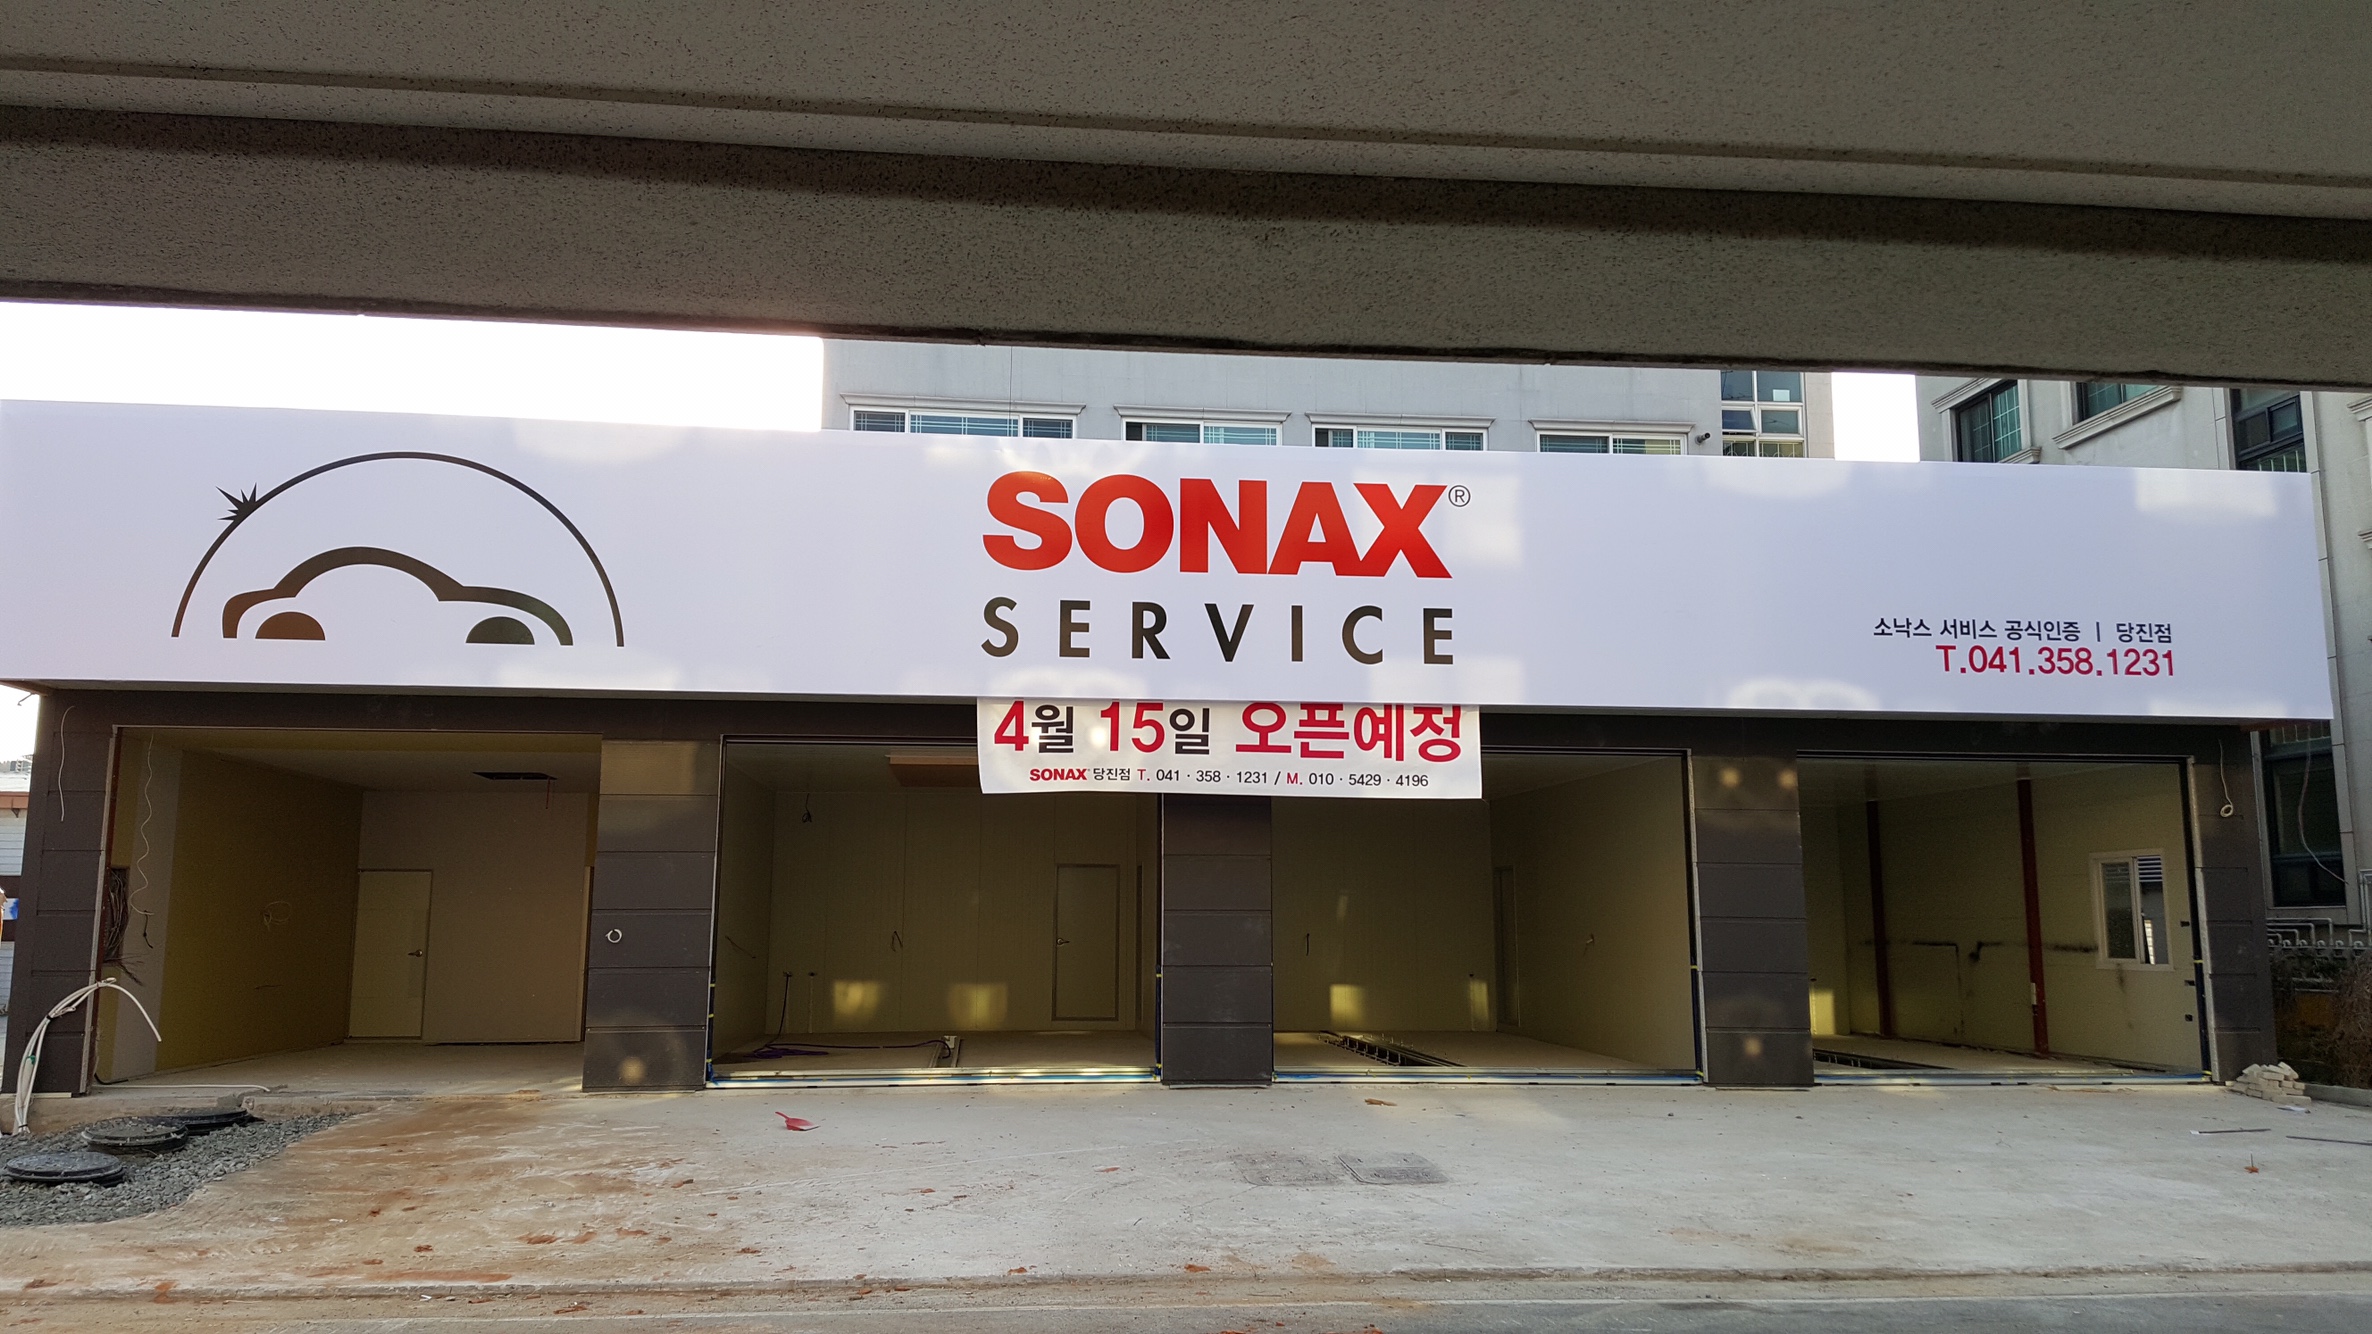 SONAX®
SERVICE
소낙스 서비스 공식인증 | 당진점
T.041.358.1231
4월 15일 오픈예정
SONAX 당진점 T. 041 · 358 · 1231 / M. 010 · 5429 · 4196